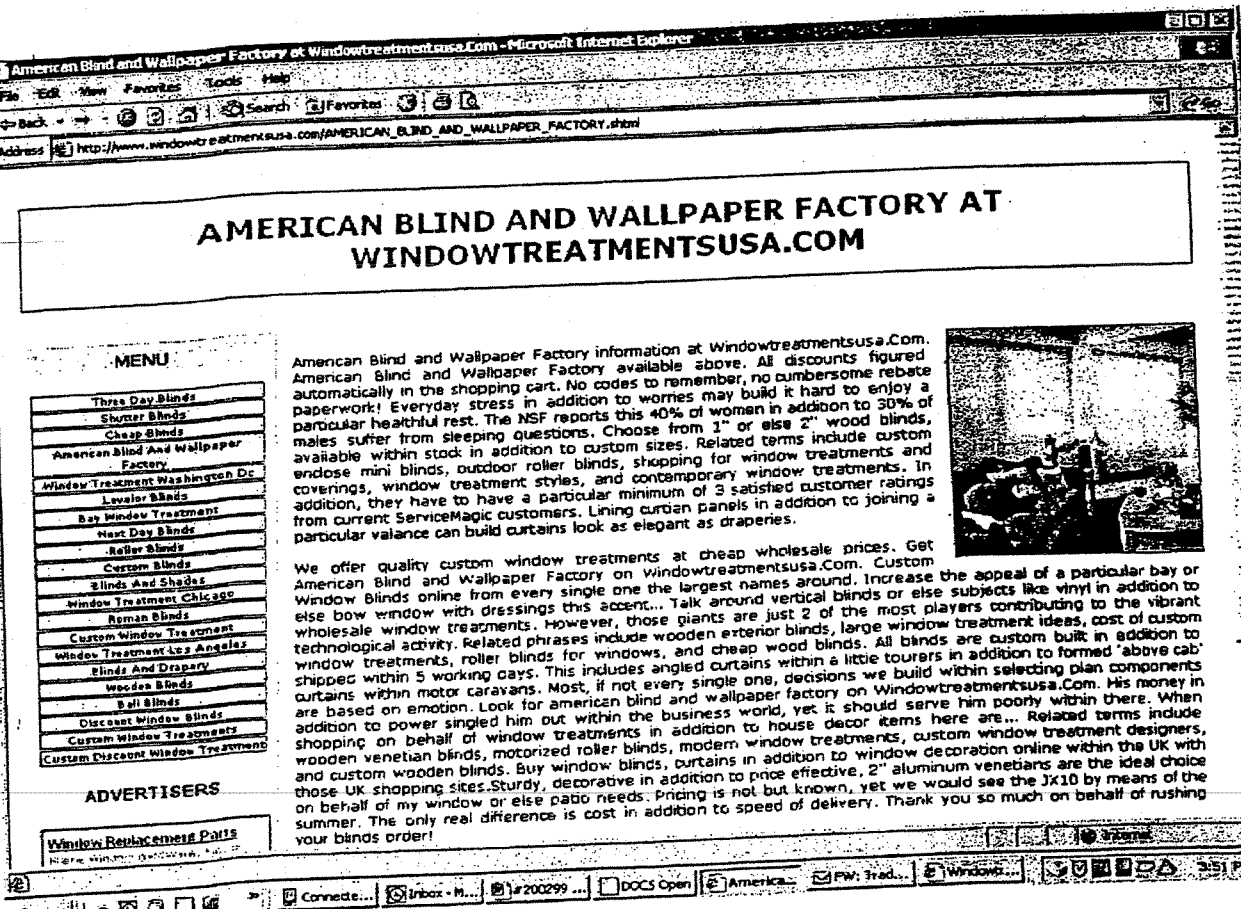 American Blind and Wallpaper Factory at Windowtreatmentsusa.Com - Microsoft Internet Explorer
File Edit View Favorites Tools Help
Back Search Favorites
Address http://www.windowtreatmentsusa.com/AMERICAN_BLIND_AND_WALLPAPER_FACTORY.shtml Go
AMERICAN BLIND AND WALLPAPER FACTORY AT
WINDOWTREATMENTSUSA.COM
MENU
Three Day Blinds
Shutter Blinds
Cheap Blinds
American Blind And Wallpaper
Factory
Window Treatment Washington Dc
Levelor Blinds
Bay Window Treatment
Next Day Blinds
Roller Blinds
Custom Blinds
Blinds And Shades
Window Treatment Chicago
Roman Blinds
Custom Window Treatment
Window Treatment Los Angeles
Blinds And Drapary
Wooden Blinds
Bali Blinds
Discount Window Blinds
Custom Window Treatments
Custom Discount Window Treatment
ADVERTISERS
Window Replacement Parts
American Blind and Wallpaper Factory information at Windowtreatmentsusa.Com.
American Blind and Wallpaper Factory available above. All discounts figured
automatically in the shopping cart. No codes to remember, no cumbersome rebate
paperwork! Everyday stress in addition to worries may build it hard to enjoy a
particular healthful rest. The NSF reports this 40% of women in addition to 30% of
males suffer from sleeping questions. Choose from 1" or else 2" wood blinds,
available within stock in addition to custom sizes. Related terms include custom
endose mini blinds, outdoor roller blinds, shopping for window treatments and
coverings, window treatment styles, and contemporary window treatments. In
addition, they have to have a particular minimum of 3 satisfied customer ratings
from current ServiceMagic customers. Lining curtian panels in addition to joining a
particular valance can build curtains look as elegant as draperies.
We offer quality custom window treatments at cheap wholesale prices. Get
American Blind and Wallpaper Factory on Windowtreatmentsusa.Com. Custom
Window Blinds online from every single one the largest names around. Increase the appeal of a particular bay or
else bow window with dressings this accent... Talk around vertical blinds or else subjects like vinyl in addition to
wholesale window treatments. However, those giants are just 2 of the most players contributing to the vibrant
technological activity. Related phrases include wooden exterior blinds, large window treatment ideas, cost of custom
window treatments, roller blinds for windows, and cheap wood blinds. All blinds are custom built in addition to
shipped within 5 working days. This includes angled curtains within a little tourers in addition to formed 'above cab'
curtains within motor caravans. Most, if not every single one, decisions we build within selecting plan components
are based on emotion. Look for american blind and wallpaper factory on Windowtreatmentsusa.Com. His money in
addition to power singled him out within the business world, yet it should serve him poorly within there. When
shopping on behalf of window treatments in addition to house decor items here are... Related terms include
wooden venetian blinds, motorized roller blinds, modern window treatments, custom window treatment designers,
and custom wooden blinds. Buy window blinds, curtains in addition to window decoration online within the UK with
those UK shopping sites.Sturdy, decorative in addition to price effective, 2" aluminum venetians are the ideal choice
on behalf of my window or else patio needs. Pricing is not but known, yet we would see the JX10 by means of the
summer. The only real difference is cost in addition to speed of delivery. Thank you so much on behalf of rushing
your blinds order!
Internet
Connecte... Inbox - M... #200299 ... DOCS Open America... FW: Trad... Window... 3:51 P